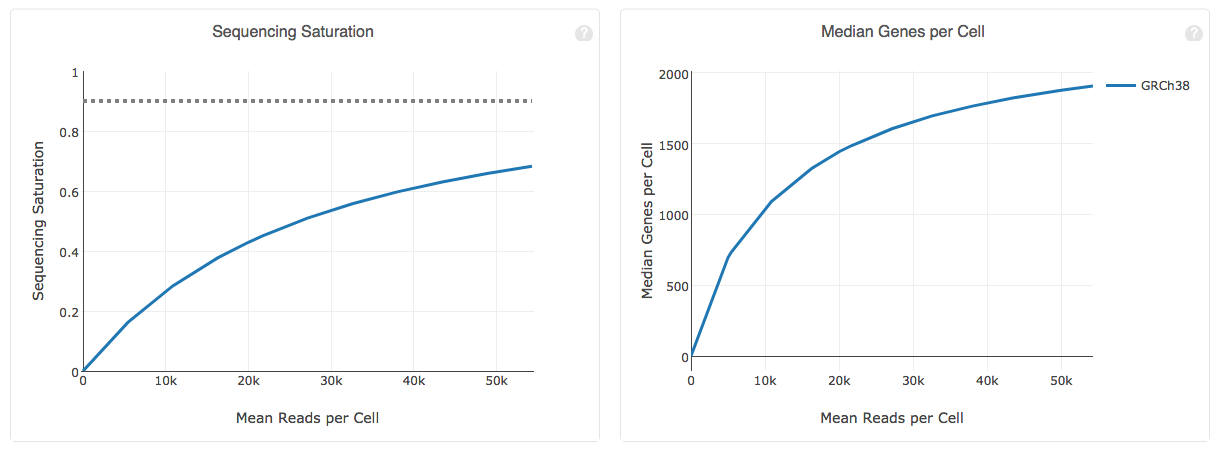 Sequencing Saturation
?
Sequencing Saturation
1
0.8
0.6
0.4
0.2
0
0 10k 20k 30k 40k 50k
Mean Reads per Cell
Median Genes per Cell
?
Median Genes per Cell
2000
1500
1000
500
0
0 10k 20k 30k 40k 50k
Mean Reads per Cell
GRCh38